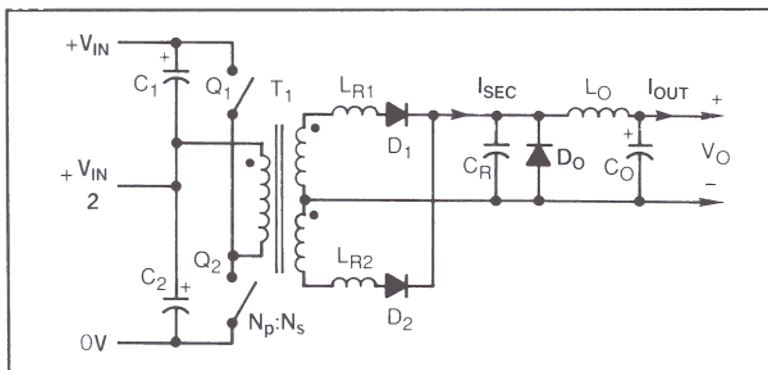 +VIN
+
C1
Q1
T1
LR1
D1
ISEC
LO
IOUT
+
CR
DO
+
CO
VO
−
+VIN
2
Q2
C2
+
LR2
D2
Np:Ns
0V